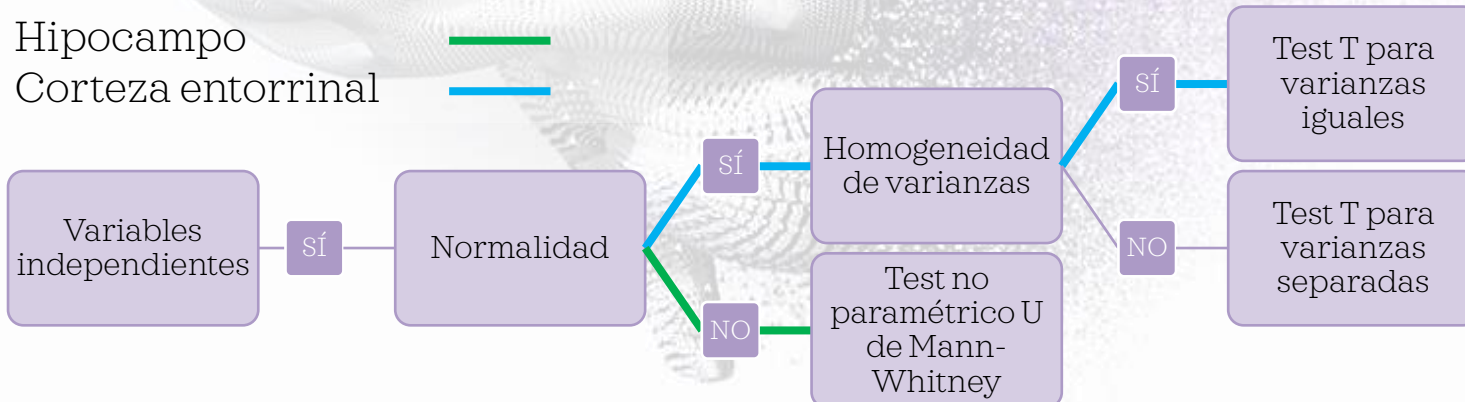 Hipocampo
Corteza entorrinal
Variables
independientes
SÍ
Normalidad
SÍ
NO
Homogeneidad
de varianzas
Test no
paramétrico U
de Mann-
Whitney
SÍ
NO
Test T para
varianzas
iguales
Test T para
varianzas
separadas